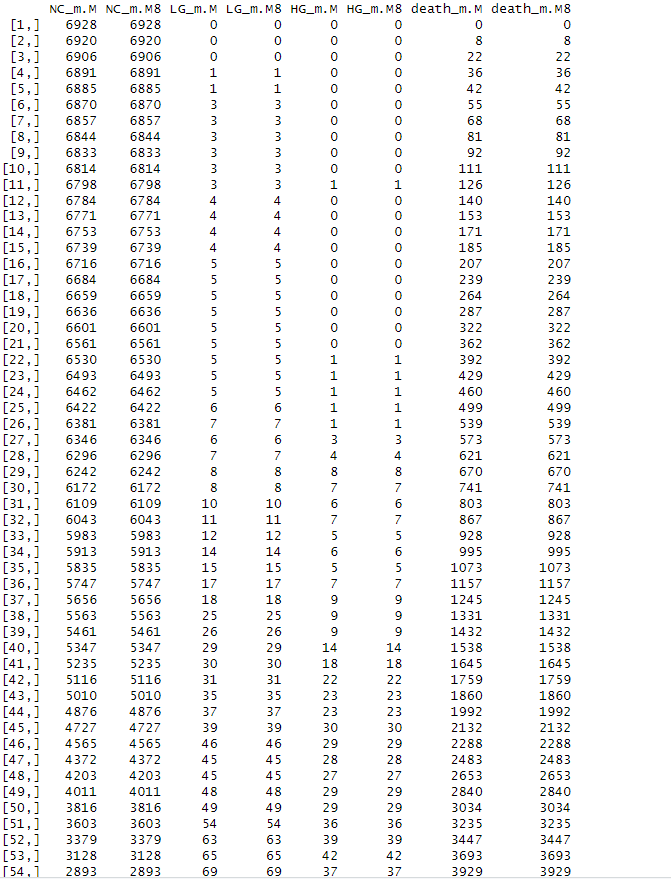 NC_m.M NC_m.M8 LG_m.M LG_m.M8 HG_m.M HG_m.M8 death_m.M death_m.M8
[1,] 6928 6928 0 0 0 0 0 0
[2,] 6920 6920 0 0 0 0 8 8
[3,] 6906 6906 0 0 0 0 22 22
[4,] 6891 6891 1 1 0 0 36 36
[5,] 6885 6885 1 1 0 0 42 42
[6,] 6870 6870 3 3 0 0 55 55
[7,] 6857 6857 3 3 0 0 68 68
[8,] 6844 6844 3 3 0 0 81 81
[9,] 6833 6833 3 3 0 0 92 92
[10,] 6814 6814 3 3 0 0 111 111
[11,] 6798 6798 3 3 1 1 126 126
[12,] 6784 6784 4 4 0 0 140 140
[13,] 6771 6771 4 4 0 0 153 153
[14,] 6753 6753 4 4 0 0 171 171
[15,] 6739 6739 4 4 0 0 185 185
[16,] 6716 6716 5 5 0 0 207 207
[17,] 6684 6684 5 5 0 0 239 239
[18,] 6659 6659 5 5 0 0 264 264
[19,] 6636 6636 5 5 0 0 287 287
[20,] 6601 6601 5 5 0 0 322 322
[21,] 6561 6561 5 5 0 0 362 362
[22,] 6530 6530 5 5 1 1 392 392
[23,] 6493 6493 5 5 1 1 429 429
[24,] 6462 6462 5 5 1 1 460 460
[25,] 6422 6422 6 6 1 1 499 499
[26,] 6381 6381 7 7 1 1 539 539
[27,] 6346 6346 6 6 3 3 573 573
[28,] 6296 6296 7 7 4 4 621 621
[29,] 6242 6242 8 8 8 8 670 670
[30,] 6172 6172 8 8 7 7 741 741
[31,] 6109 6109 10 10 6 6 803 803
[32,] 6043 6043 11 11 7 7 867 867
[33,] 5983 5983 12 12 5 5 928 928
[34,] 5913 5913 14 14 6 6 995 995
[35,] 5835 5835 15 15 5 5 1073 1073
[36,] 5747 5747 17 17 7 7 1157 1157
[37,] 5656 5656 18 18 9 9 1245 1245
[38,] 5563 5563 25 25 9 9 1331 1331
[39,] 5461 5461 26 26 9 9 1432 1432
[40,] 5347 5347 29 29 14 14 1538 1538
[41,] 5235 5235 30 30 18 18 1645 1645
[42,] 5116 5116 31 31 22 22 1759 1759
[43,] 5010 5010 35 35 23 23 1860 1860
[44,] 4876 4876 37 37 23 23 1992 1992
[45,] 4727 4727 39 39 30 30 2132 2132
[46,] 4565 4565 46 46 29 29 2288 2288
[47,] 4372 4372 45 45 28 28 2483 2483
[48,] 4203 4203 45 45 27 27 2653 2653
[49,] 4011 4011 48 48 29 29 2840 2840
[50,] 3816 3816 49 49 29 29 3034 3034
[51,] 3603 3603 54 54 36 36 3235 3235
[52,] 3379 3379 63 63 39 39 3447 3447
[53,] 3128 3128 65 65 42 42 3693 3693
[54,] 2893 2893 69 69 37 37 3929 3929